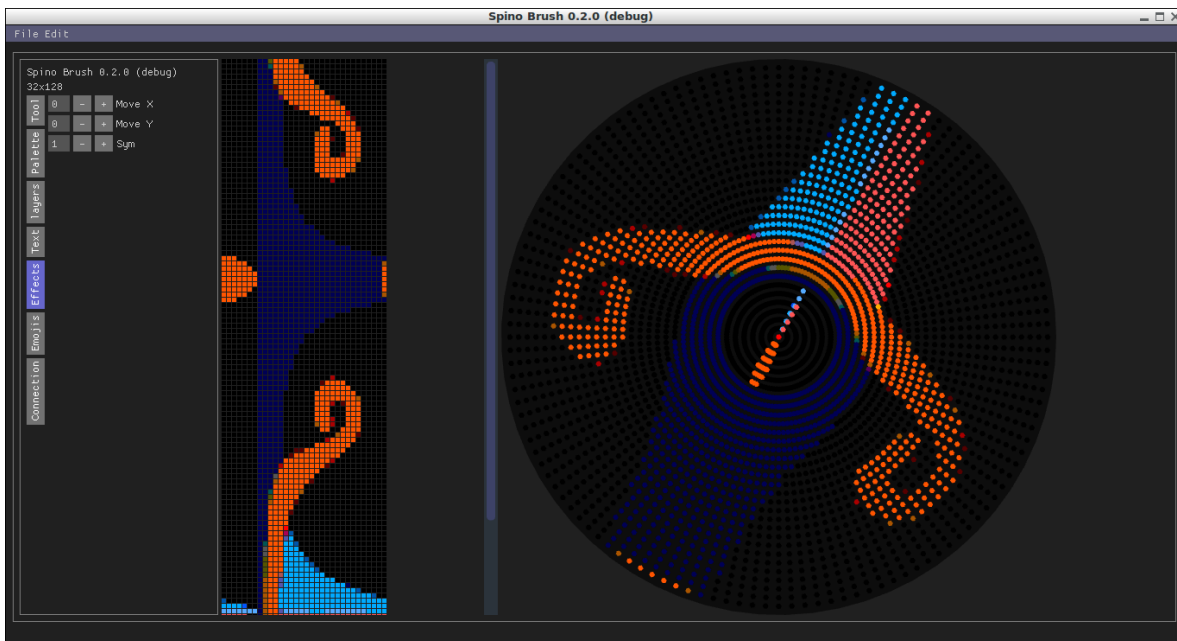 Spino Brush 0.2.0 (debug)
File Edit
Spino Brush 0.2.0 (debug)
32x128
Tool
Palette
layers
Text
Effects
Emojis
Connection
0 - + Move X
0 - + Move Y
1 - + Sym